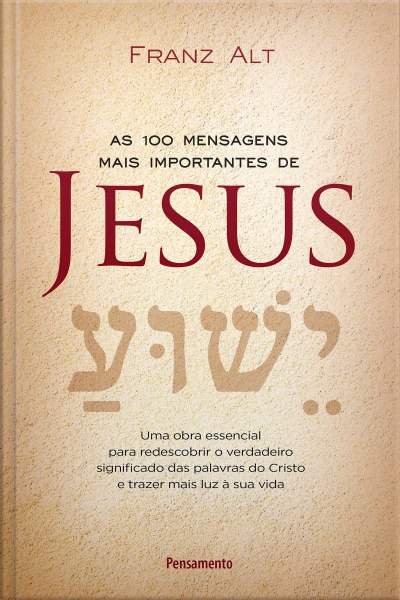 Franz Alt
As 100 mensagens
mais importantes de
Jesus
יֵשׁוּעַ
Uma obra essencial
para redescobrir o verdadeiro
significado das palavras do Cristo
e trazer mais luz à sua vida
Pensamento